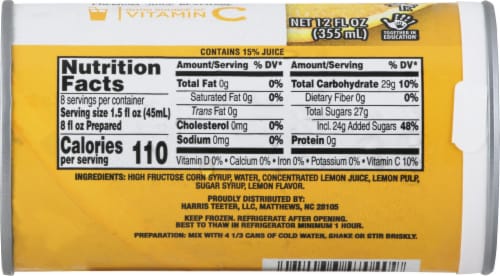 VITAMIN C
NET 12 FL OZ
(355 mL)
TOGETHER IN
EDUCATION
CONTAINS 15% JUICE
Nutrition
Facts
8 servings per container
Serving size 1.5 fl oz (45mL)
8 fl oz Prepared
Calories 110
per serving
Amount/Serving % DV*
Total Fat 0g 0%
Saturated Fat 0g 0%
Trans Fat 0g
Cholesterol 0mg 0%
Sodium 0mg 0%
Amount/Serving % DV*
Total Carbohydrate 29g 10%
Dietary Fiber 0g 0%
Total Sugars 27g
Incl. 24g Added Sugars 48%
Protein 0g
Vitamin D 0% • Calcium 0% • Iron 0% • Potassium 0% • Vitamin C 10%
INGREDIENTS: HIGH FRUCTOSE CORN SYRUP, WATER, CONCENTRATED LEMON JUICE, LEMON PULP,
SUGAR SYRUP, LEMON FLAVOR.
PROUDLY DISTRIBUTED BY:
HARRIS TEETER, LLC, MATTHEWS, NC 28105
KEEP FROZEN. REFRIGERATE AFTER OPENING.
BEST TO THAW IN REFRIGERATOR MINIMUM 1 HOUR.
PREPARATION: MIX WITH 4 1/3 CANS OF COLD WATER, SHAKE OR STIR BRISKLY.